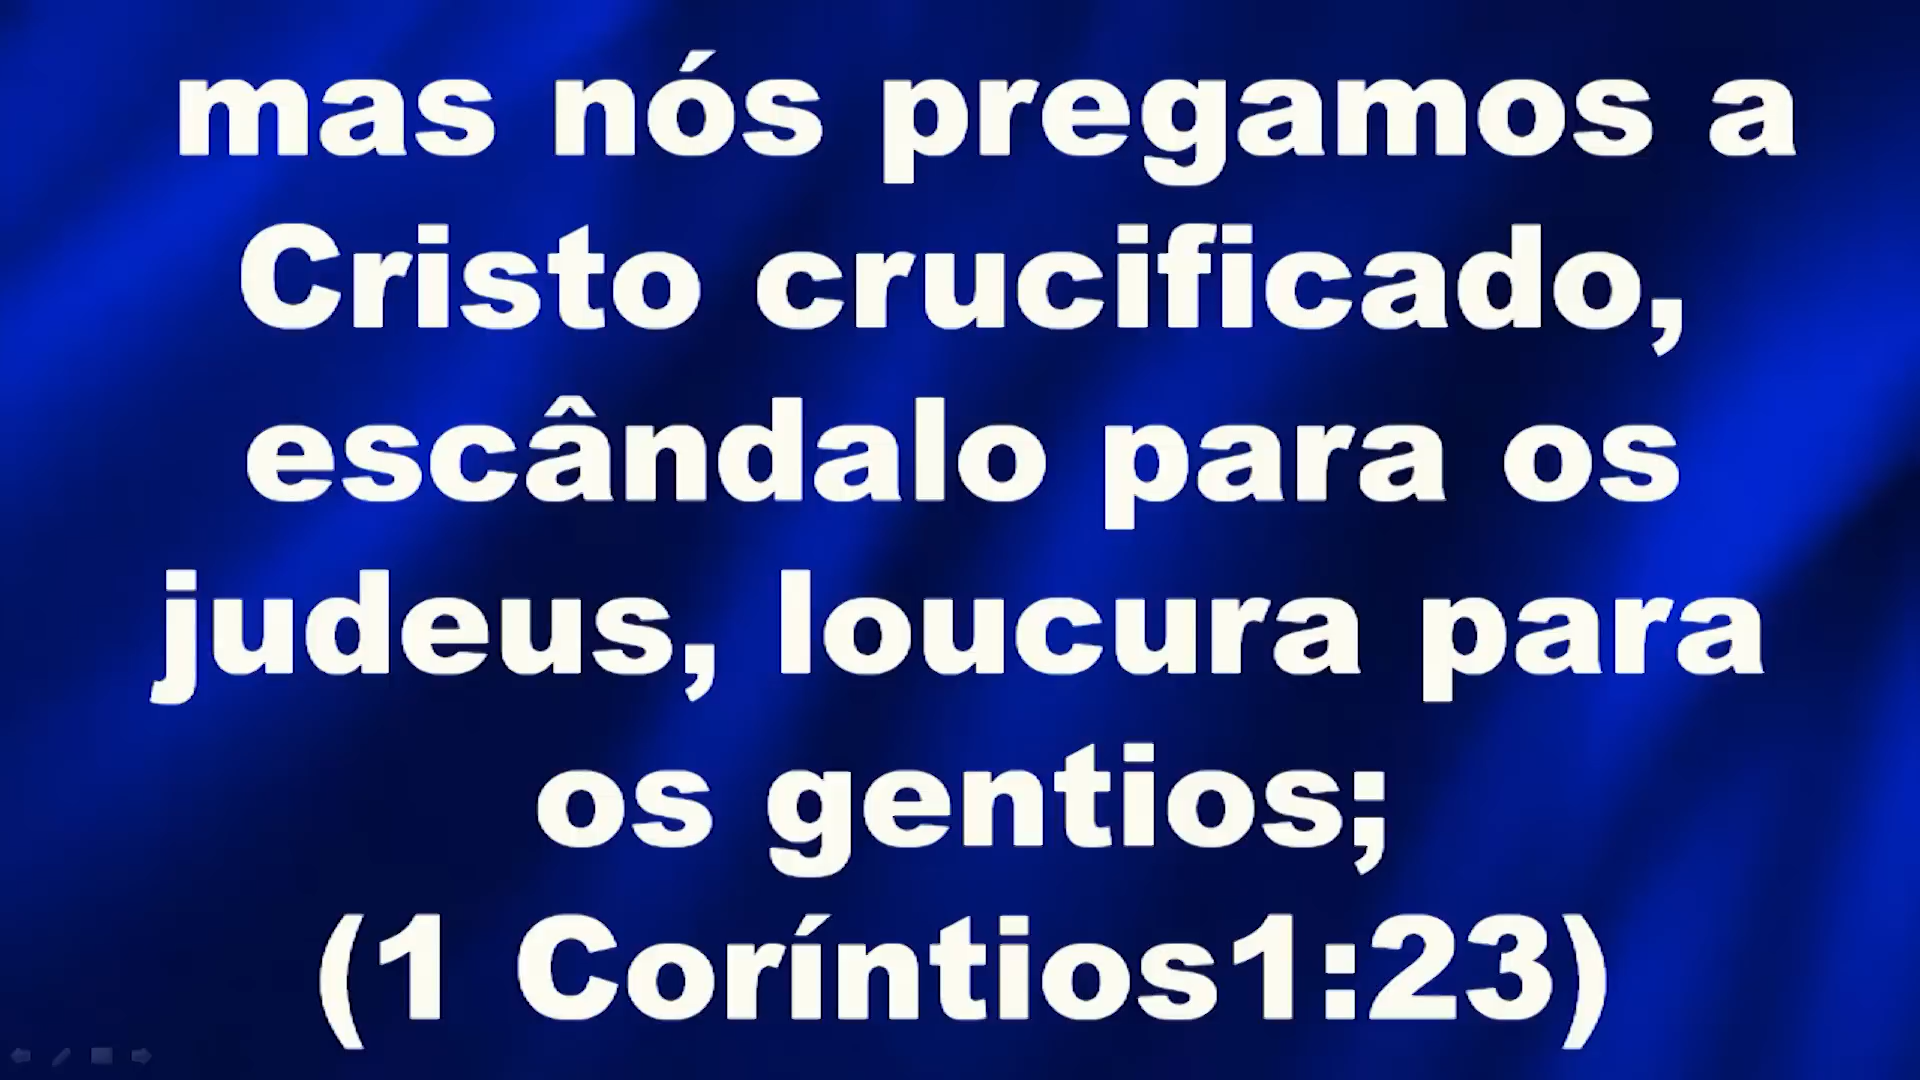 mas nós pregamos a
Cristo crucificado,
escândalo para os
judeus, loucura para
os gentios;
(1 Coríntios1:23)